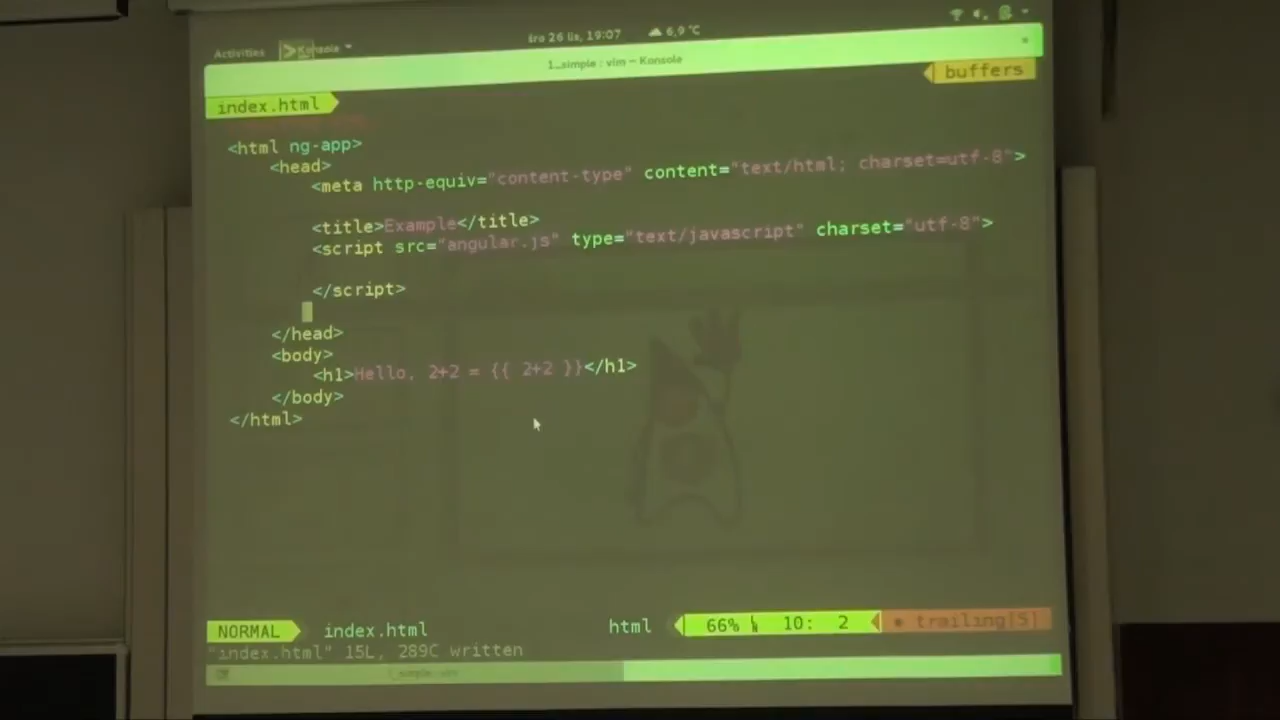 Activities Konsole śro 26 lis, 19:07 6,9 °C
1_simple : vim — Konsole
index.html buffers
<html ng-app>
<head>
<meta http-equiv="content-type" content="text/html; charset=utf-8">
<title>Example</title>
<script src="angular.js" type="text/javascript" charset="utf-8">
</script>
</head>
<body>
<h1>Hello, 2+2 = {{ 2+2 }}</h1>
</body>
</html>
NORMAL index.html html 66% 10: 2 trailing[5]
"index.html" 15L, 289C written
1_simple : vim